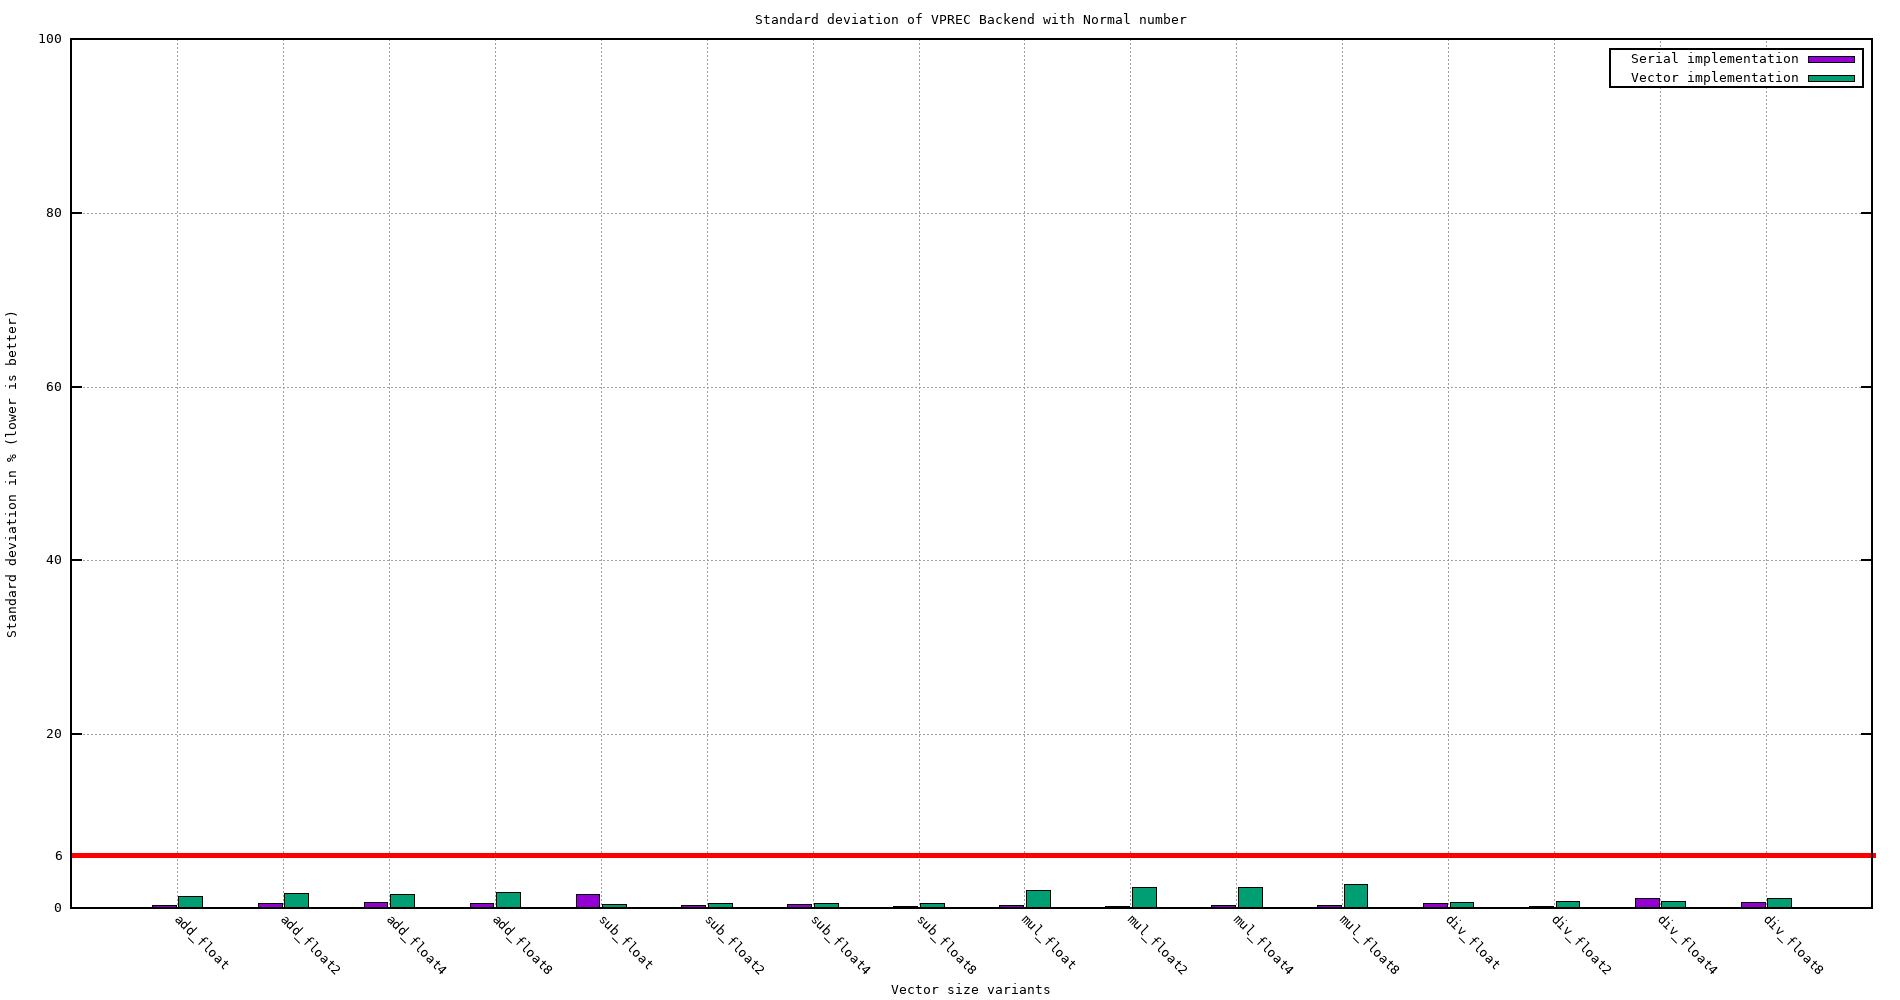 Standard deviation of VPREC Backend with Normal number
Serial implementation
Vector implementation
Standard deviation in % (lower is better)
100
80
60
40
20
6
0
add_float
add_float2
add_float4
add_float8
sub_float
sub_float2
sub_float4
sub_float8
mul_float
mul_float2
mul_float4
mul_float8
div_float
div_float2
div_float4
div_float8
Vector size variants